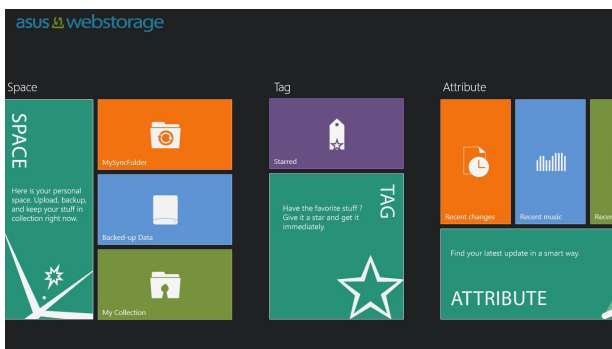 asus webstorage
Space
SPACE
Here is your personal
space. Upload, backup,
and keep your stuff in
collection right now.
MySyncFolder
Backed-up Data
My Collection
Tag
Starred
TAG
Have the favorite stuff ?
Give it a star and get it
immediately.
Attribute
Recent changes
Recent music
Recen
Find your latest update in a smart way.
ATTRIBUTE